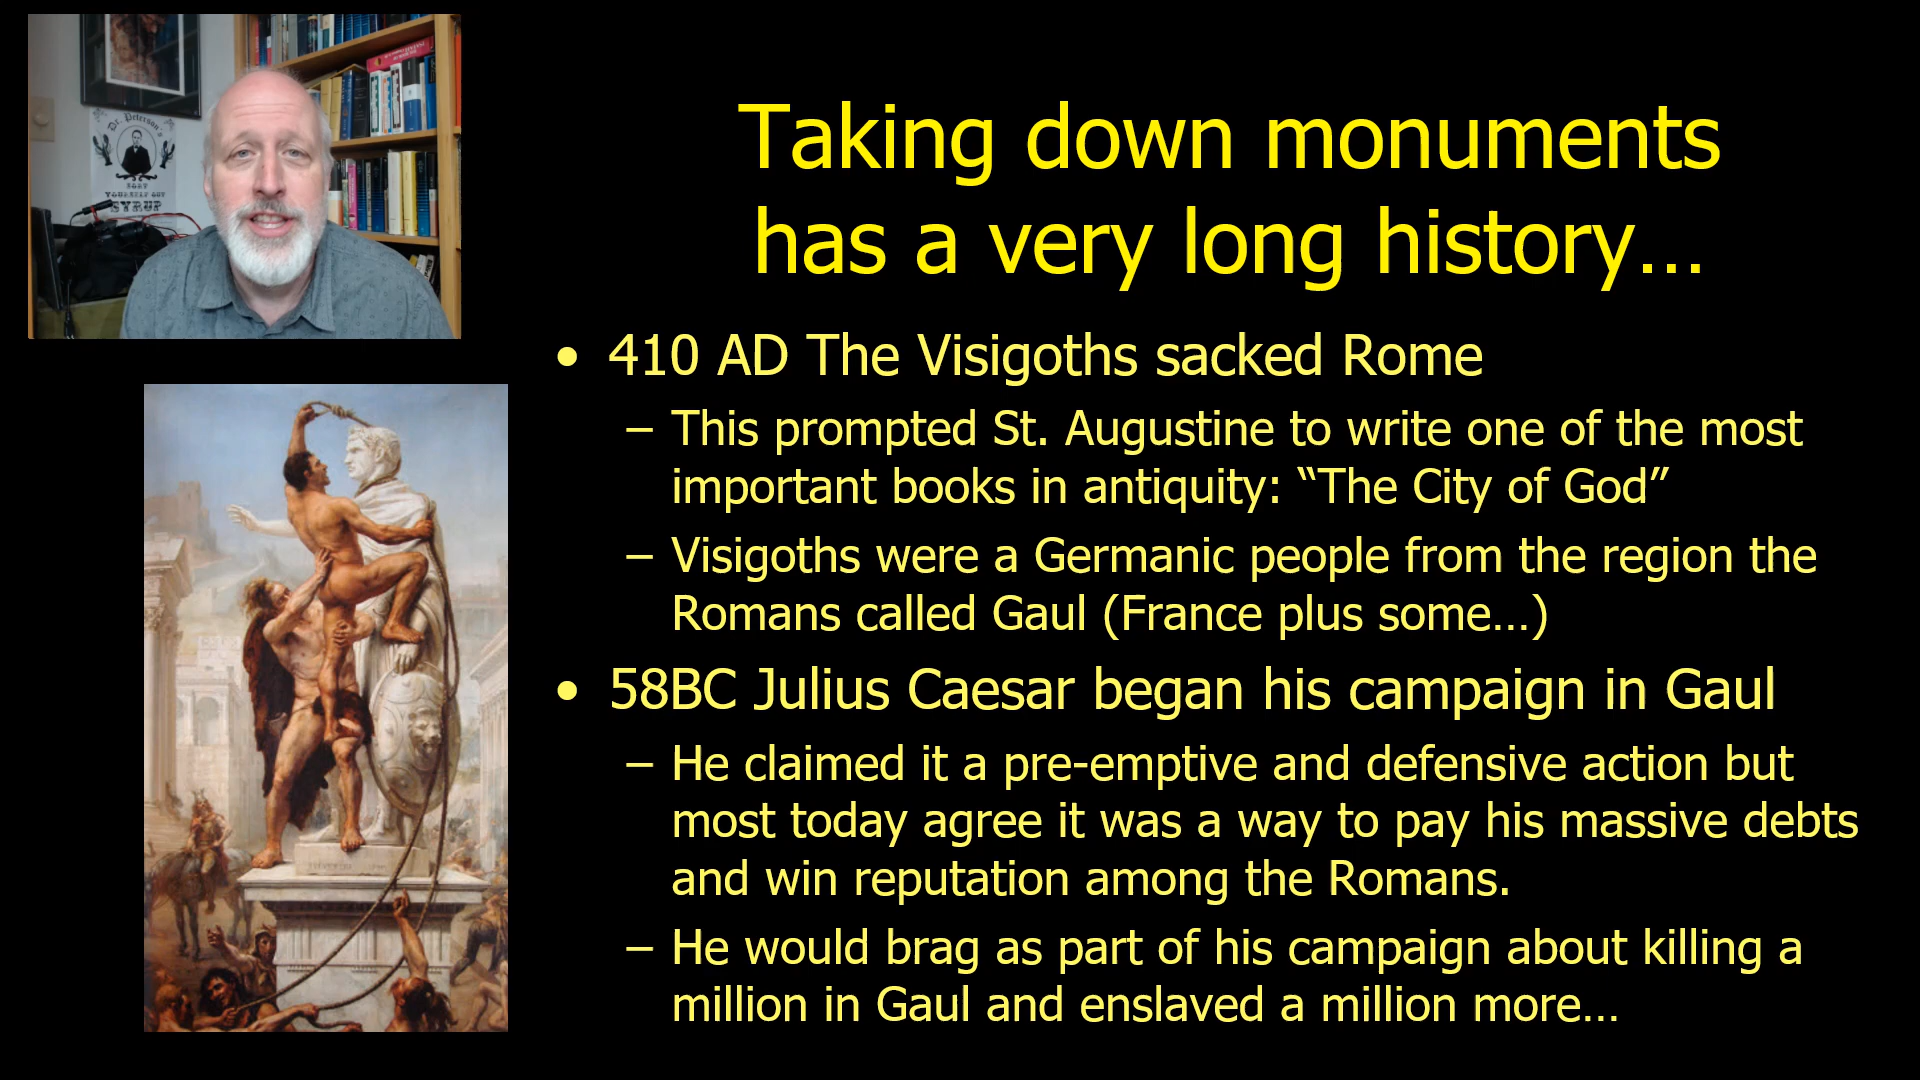 Dr. Peterson's
YOURSELF OUT
SYRUP
Taking down monuments
has a very long history...
• 410 AD The Visigoths sacked Rome
– This prompted St. Augustine to write one of the most
important books in antiquity: “The City of God”
– Visigoths were a Germanic people from the region the
Romans called Gaul (France plus some...)
• 58BC Julius Caesar began his campaign in Gaul
– He claimed it a pre-emptive and defensive action but
most today agree it was a way to pay his massive debts
and win reputation among the Romans.
– He would brag as part of his campaign about killing a
million in Gaul and enslaved a million more...